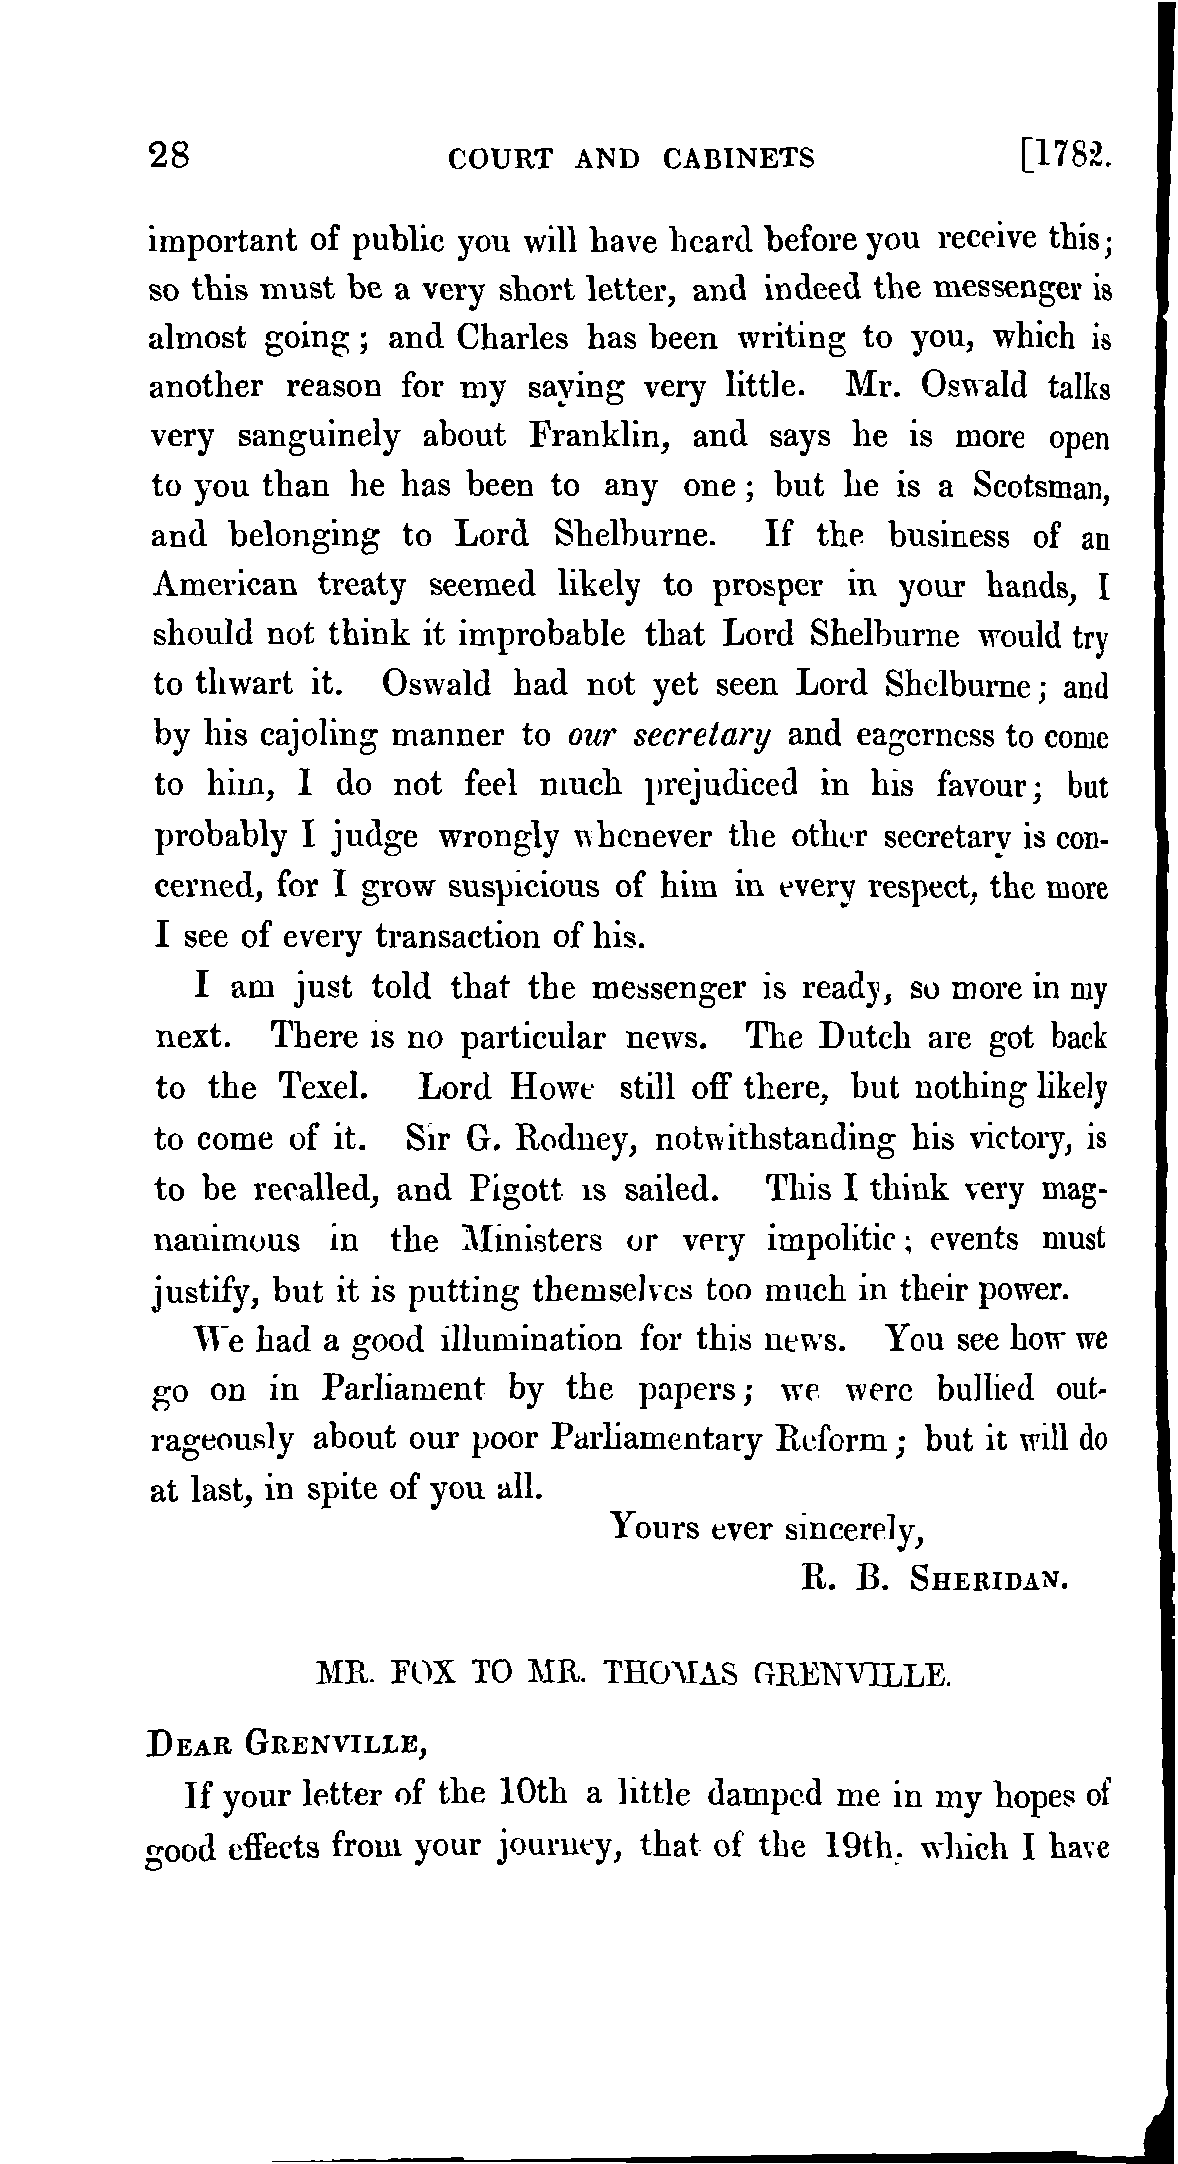 28 COURT AND CABINETS [1782.
important of public you will have heard before you receive this;
so this must be a very short letter, and indeed the messenger is
almost going; and Charles has been writing to you, which is
another reason for my saying very little. Mr. Oswald talks
very sanguinely about Franklin, and says he is more open
to you than he has been to any one; but he is a Scotsman,
and belonging to Lord Shelburne. If the business of an
American treaty seemed likely to prosper in your hands, I
should not think it improbable that Lord Shelburne would try
to thwart it. Oswald had not yet seen Lord Shelburne; and
by his cajoling manner to our secretary and eagerness to come
to him, I do not feel much prejudiced in his favour; but
probably I judge wrongly whenever the other secretary is con-
cerned, for I grow suspicious of him in every respect, the more
I see of every transaction of his.
I am just told that the messenger is ready, so more in my
next. There is no particular news. The Dutch are got back
to the Texel. Lord Howe still off there, but nothing likely
to come of it. Sir G. Rodney, notwithstanding his victory, is
to be recalled, and Pigott is sailed. This I think very mag-
nanimous in the Ministers or very impolitic; events must
justify, but it is putting themselves too much in their power.
We had a good illumination for this news. You see how we
go on in Parliament by the papers; we were bullied out-
rageously about our poor Parliamentary Reform; but it will do
at last, in spite of you all.
Yours ever sincerely,
R. B. SHERIDAN.
MR. FOX TO MR. THOMAS GRENVILLE.
DEAR GRENVILLE,
If your letter of the 10th a little damped me in my hopes of
good effects from your journey, that of the 19th, which I have